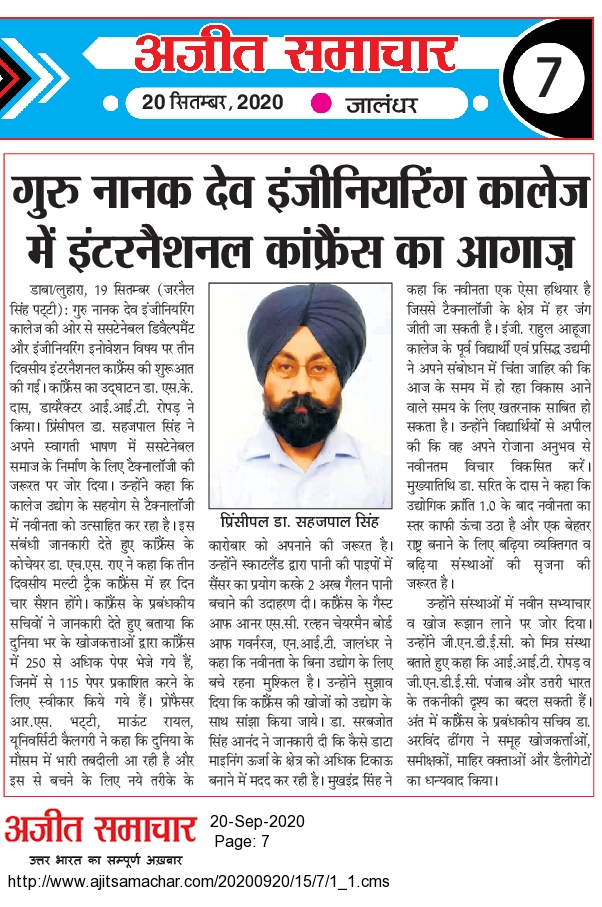 अजीत समाचार
20 सितम्बर, 2020 जालंधर
7
गुरु नानक देव इंजीनियरिंग कालेज
में इंटरनैशनल कांफ्रैंस का आगाज़
डाबा/लुहारा, 19 सितम्बर (जरनैल
सिंह पट्टी): गुरु नानक देव इंजीनियरिंग
कालेज की ओर से ससटेनेबल डिवैल्पमैंट
और इंजीनियरिंग इनोवेशन विषय पर तीन
दिवसीय इंटरनैशनल कांफ्रैंस की शुरूआत
की गई। कांफ्रैंस का उद्घाटन डा. एस.के.
दास, डायरैक्टर आई.आई.टी. रोपड़ ने
किया। प्रिंसीपल डा. सहजपाल सिंह ने
अपने स्वागती भाषण में ससटेनेबल
समाज के निर्माण के लिए टैक्नालॉजी की
जरूरत पर जोर दिया। उन्होंने कहा कि
कालेज उद्योग के सहयोग से टैक्नालॉजी
में नवीनता को उत्साहित कर रहा है। इस
संबंधी जानकारी देते हुए कांफ्रैंस के
कोचेयर डा. एच.एस. राए ने कहा कि तीन
दिवसीय मल्टी ट्रैक कांफ्रैंस में हर दिन
चार सैशन होंगे। कांफ्रैंस के प्रबंधकीय
सचिवों ने जानकारी देते हुए बताया कि
दुनिया भर के खोजकत्ताओं द्वारा कांफ्रैंस
में 250 से अधिक पेपर भेजे गये हैं,
जिनमें से 115 पेपर प्रकाशित करने के
लिए स्वीकार किये गये हैं। प्रोफैसर
आर.एस. भट्टी, माऊंट रायल,
यूनिवर्सिटी कैलगरी ने कहा कि दुनिया के
मौसम में भारी तबदीली आ रही है और
इस से बचने के लिए नये तरीके के
प्रिंसीपल डा. सहजपाल सिंह
कारोबार को अपनाने की जरूरत है।
उन्होंने स्काटलैंड द्वारा पानी की पाइपों में
सैंसर का प्रयोग करके 2 अरब गैलन पानी
बचाने की उदाहरण दी। कांफ्रैंस के गैस्ट
आफ आनर एस.सी. रल्हन चेयरमैन बोर्ड
आफ गवर्नरज, एन.आई.टी. जालंधर ने
कहा कि नवीनता के बिना उद्योग के लिए
बचे रहना मुश्किल है। उन्होंने सुझाव
दिया कि कांफ्रैंस की खोजों को उद्योग के
साथ सांझा किया जाये। डा. सरबजोत
सिंह आनंद ने जानकारी दी कि कैसे डाटा
माइनिंग ऊर्जा के क्षेत्र को अधिक टिकाऊ
बनाने में मदद कर रही है। मुखइंद्र सिंह ने
कहा कि नवीनता एक ऐसा हथियार है
जिससे टैक्नालॉजी के क्षेत्र में हर जंग
जीती जा सकती है। इंजी. राहुल आहूजा
कालेज के पूर्व विद्यार्थी एवं प्रसिद्ध उद्यमी
ने अपने संबोधन में चिंता जाहिर की कि
आज के समय में हो रहा विकास आने
वाले समय के लिए खतरनाक साबित हो
सकता है। उन्होंने विद्यार्थियों से अपील
की कि वह अपने रोजाना अनुभव से
नवीनतम विचार विकसित करें।
मुख्यातिथि डा. सरित के दास ने कहा कि
उद्योगिक क्रांति 1.0 के बाद नवीनता का
स्तर काफी ऊंचा उठा है और एक बेहतर
राष्ट्र बनाने के लिए बढ़िया व्यक्तिगत व
बढ़िया संस्थाओं की सृजना की
जरूरत है।
उन्होंने संस्थाओं में नवीन सभ्याचार
व खोज रूझान लाने पर जोर दिया।
उन्होंने जी.एन.डी.ई.सी. को मित्र संस्था
बताते हुए कहा कि आई.आई.टी. रोपड़ व
जी.एन.डी.ई.सी. पंजाब और उत्तरी भारत
के तकनीकी दृश्य का बदल सकती हैं।
अंत में कांफ्रैंस के प्रबंधकीय सचिव डा.
अरविंद ढींगरा ने समूह खोजकर्त्ताओं,
समीक्षकों, माहिर वक्ताओं और डैलीगेटों
का धन्यवाद किया।
अजीत समाचार
उत्तर भारत का सम्पूर्ण अख़बार
20-Sep-2020
Page: 7
http://www.ajitsamachar.com/20200920/15/7/1_1.cms